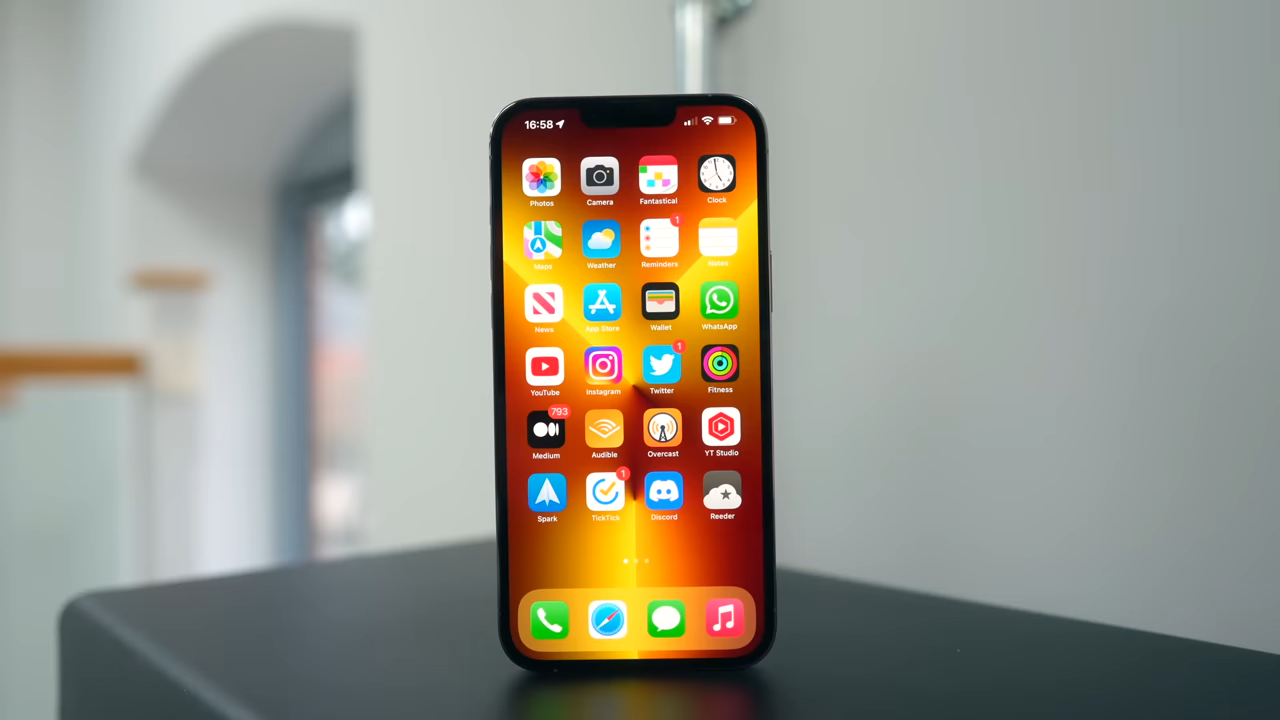 16:58
Photos Camera Fantastical Clock
1
Maps Weather Reminders Notes
News App Store Wallet WhatsApp
1
YouTube Instagram Twitter Fitness
793
Medium Audible Overcast YT Studio
1
Spark TickTick Discord Reeder